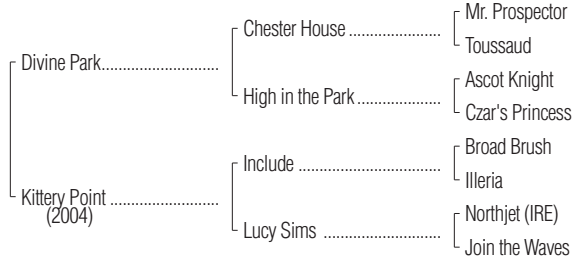 Mr. Prospector
Chester House
Toussaud
Divine Park
Ascot Knight
High in the Park
Czar's Princess
Broad Brush
Include
Illeria
Kittery Point
(2004)
Northjet (IRE)
Lucy Sims
Join the Waves